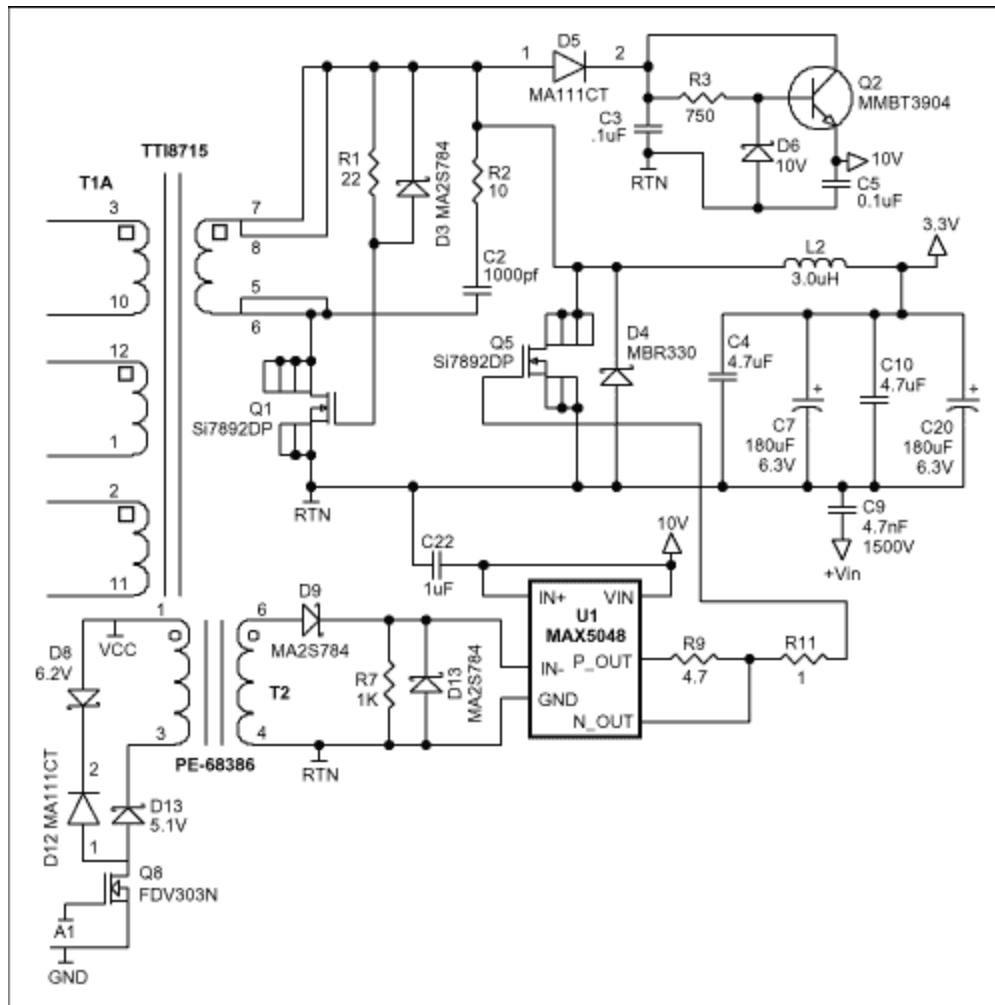 TTI8715
T1A
3
10
12
1
2
11
7
8
5
6
R1
22
D3 MA2S784
R2
10
C2
1000pf
1
D5
2
MA111CT
R3
750
C3
.1uF
RTN
Q2
MMBT3904
D6
10V
10V
C5
0.1uF
Q1
Si7892DP
RTN
Q5
Si7892DP
D4
MBR330
L2
3.0uH
3.3V
C4
4.7uF
C7
180uF
6.3V
+
C10
4.7uF
C20
180uF
6.3V
+
C9
4.7nF
1500V
+Vin
C22
1uF
10V
IN+
VIN
U1
MAX5048
IN-
P_OUT
GND
N_OUT
R9
4.7
R11
1
1
VCC
D8
6.2V
3
6
4
T2
PE-68386
D9
MA2S784
R7
1K
D13
MA2S784
RTN
D12 MA111CT
2
1
D13
5.1V
Q8
FDV303N
A1
GND